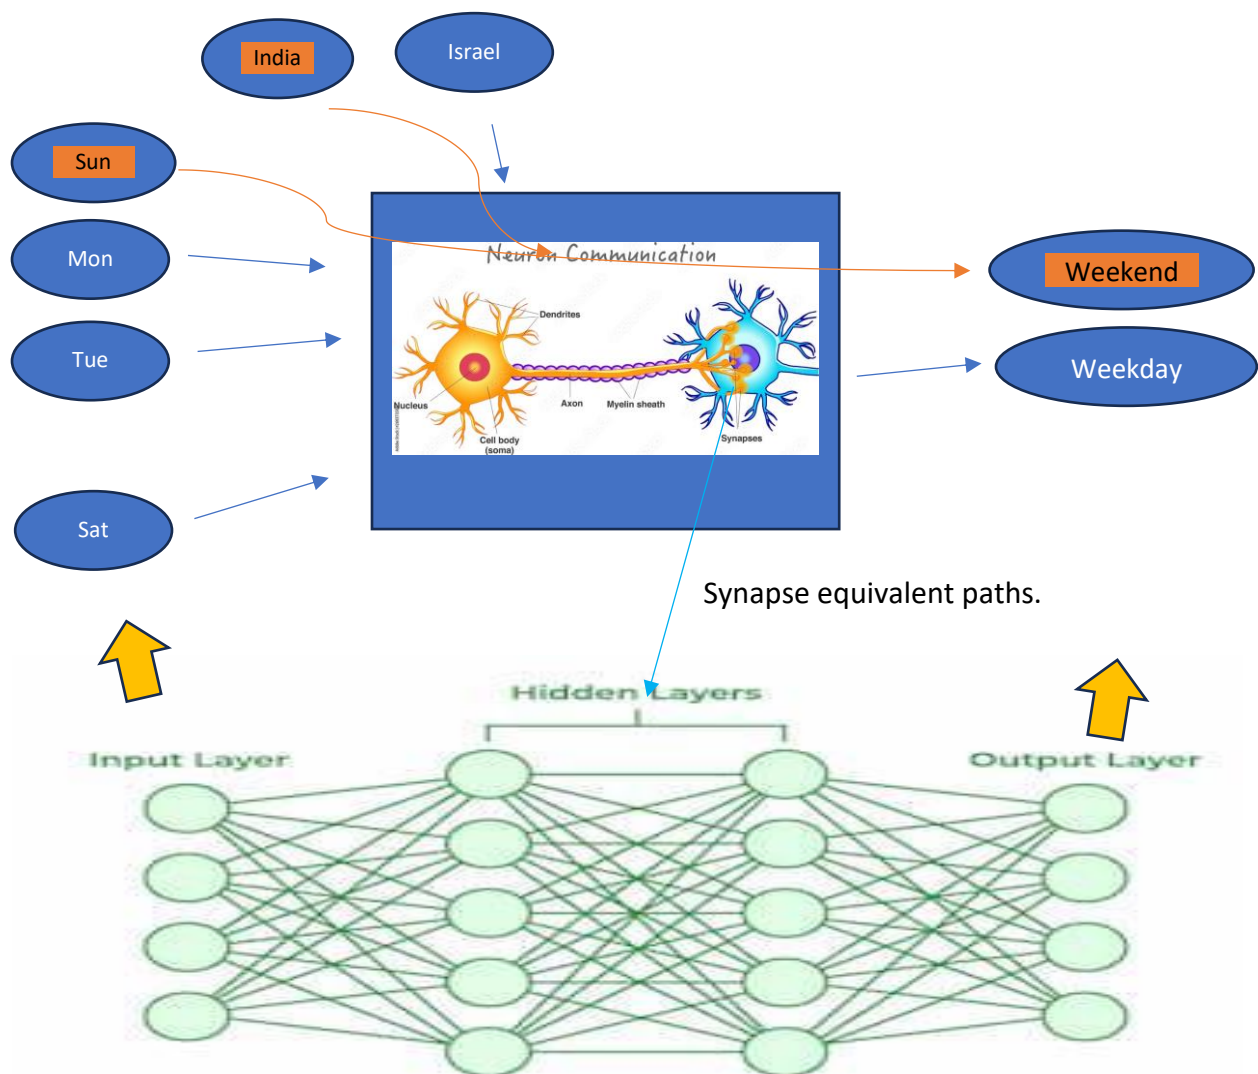 India
Israel
Sun
Mon
Tue
Sat
Neuron Communication
Dendrites
Nucleus
Axon
Myelin sheath
Cell body
(soma)
Synapses
Weekend
Weekday
Synapse equivalent paths.
Hidden Layers
Input Layer
Output Layer